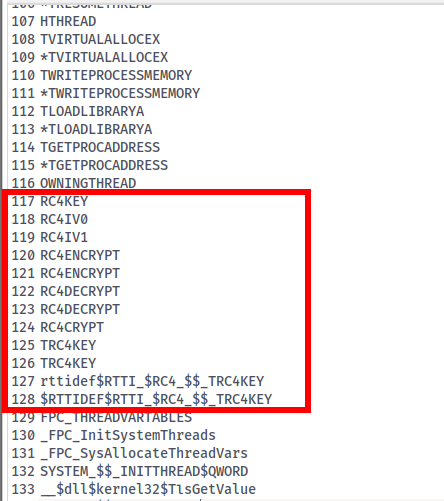 106 *TRESUMETHREAD
107 HTHREAD
108 TVIRTUALALLOCEX
109 *TVIRTUALALLOCEX
110 TWRITEPROCESSMEMORY
111 *TWRITEPROCESSMEMORY
112 TLOADLIBRARYA
113 *TLOADLIBRARYA
114 TGETPROCADDRESS
115 *TGETPROCADDRESS
116 OWNINGTHREAD
117 RC4KEY
118 RC4IV0
119 RC4IV1
120 RC4ENCRYPT
121 RC4ENCRYPT
122 RC4DECRYPT
123 RC4DECRYPT
124 RC4CRYPT
125 TRC4KEY
126 TRC4KEY
127 rttidef$RTTI_$RC4_$$_TRC4KEY
128 $RTTIDEF$RTTI_$RC4_$$_TRC4KEY
129 FPC_THREADVARTABLES
130 _FPC_InitSystemThreads
131 _FPC_SysAllocateThreadVars
132 SYSTEM_$$_INITTHREAD$QWORD
133 __$dll$kernel32$TlsGetValue